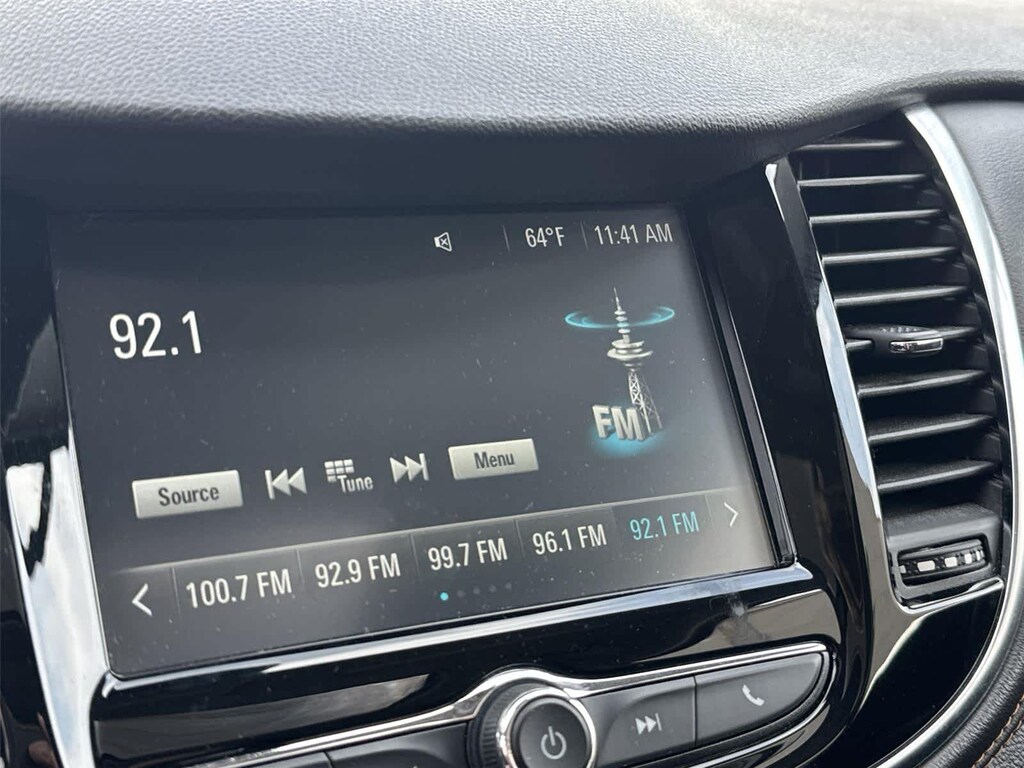 64°F 11:41 AM
92.1
FM
Source Tune Menu
100.7 FM 92.9 FM 99.7 FM 96.1 FM 92.1 FM